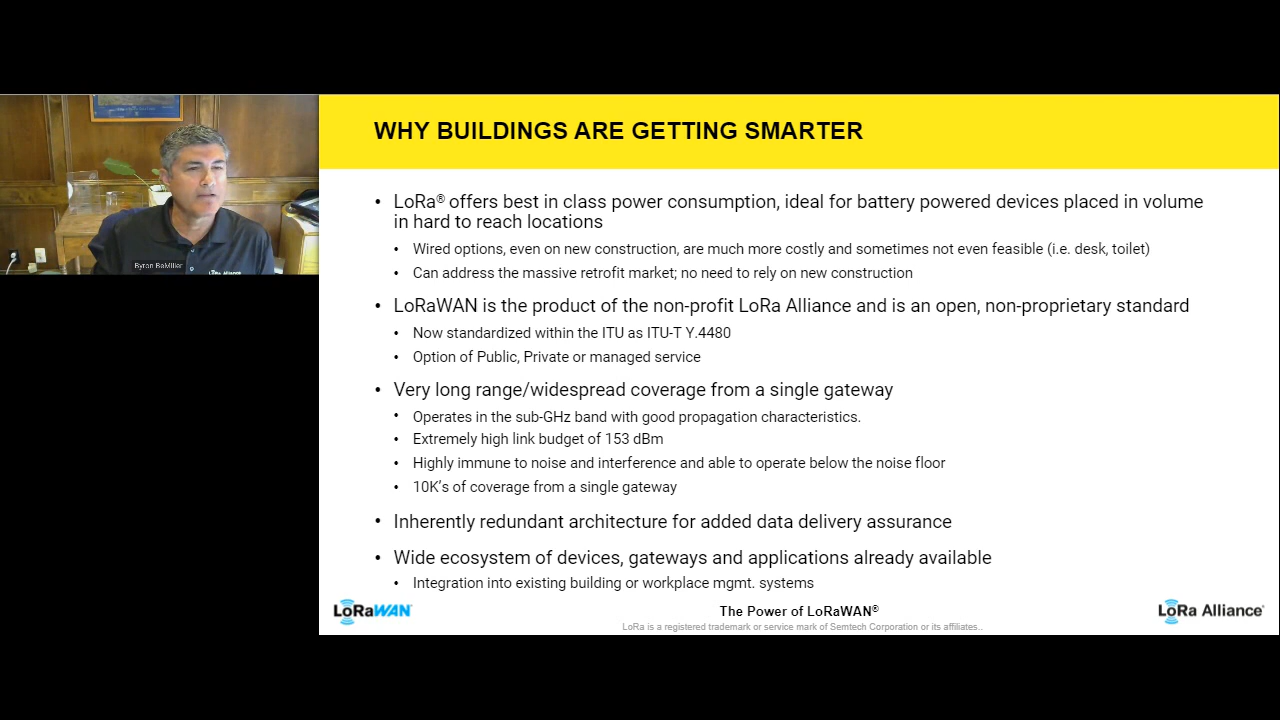 WHY BUILDINGS ARE GETTING SMARTER
• LoRa® offers best in class power consumption, ideal for battery powered devices placed in volume
in hard to reach locations
• Wired options, even on new construction, are much more costly and sometimes not even feasible (i.e. desk, toilet)
• Can address the massive retrofit market; no need to rely on new construction
• LoRaWAN is the product of the non-profit LoRa Alliance and is an open, non-proprietary standard
• Now standardized within the ITU as ITU-T Y.4480
• Option of Public, Private or managed service
• Very long range/widespread coverage from a single gateway
• Operates in the sub-GHz band with good propagation characteristics.
• Extremely high link budget of 153 dBm
• Highly immune to noise and interference and able to operate below the noise floor
• 10K's of coverage from a single gateway
• Inherently redundant architecture for added data delivery assurance
• Wide ecosystem of devices, gateways and applications already available
• Integration into existing building or workplace mgmt. systems
Byron BeMiller
LoRaWAN
The Power of LoRaWAN®
LoRa Alliance
LoRa is a registered trademark or service mark of Semtech Corporation or its affiliates..